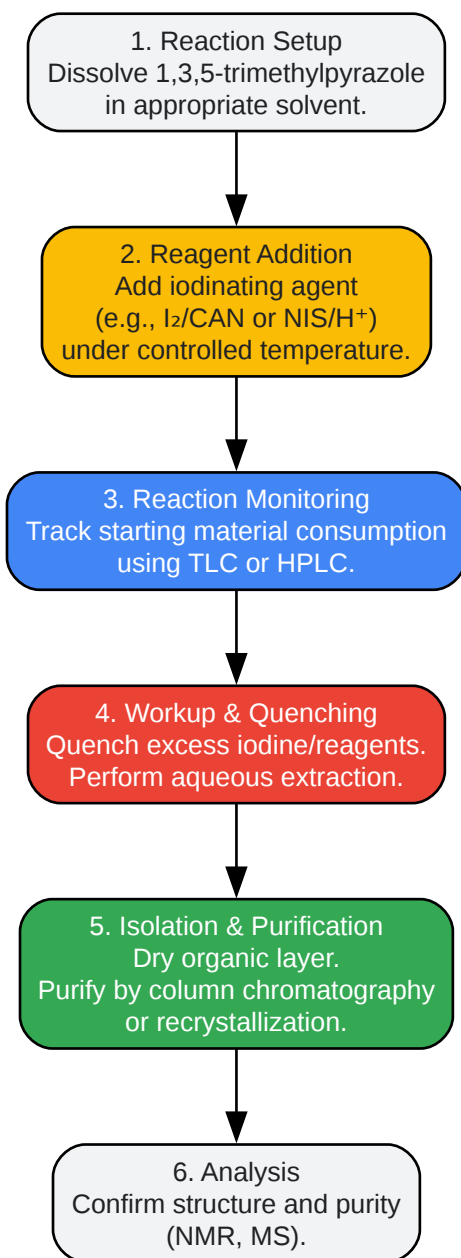 1. Reaction Setup
Dissolve 1,3,5-trimethylpyrazole
in appropriate solvent.
2. Reagent Addition
Add iodinating agent
(e.g., I₂/CAN or NIS/H⁺)
under controlled temperature.
3. Reaction Monitoring
Track starting material consumption
using TLC or HPLC.
4. Workup & Quenching
Quench excess iodine/reagents.
Perform aqueous extraction.
5. Isolation & Purification
Dry organic layer.
Purify by column chromatography
or recrystallization.
6. Analysis
Confirm structure and purity
(NMR, MS).